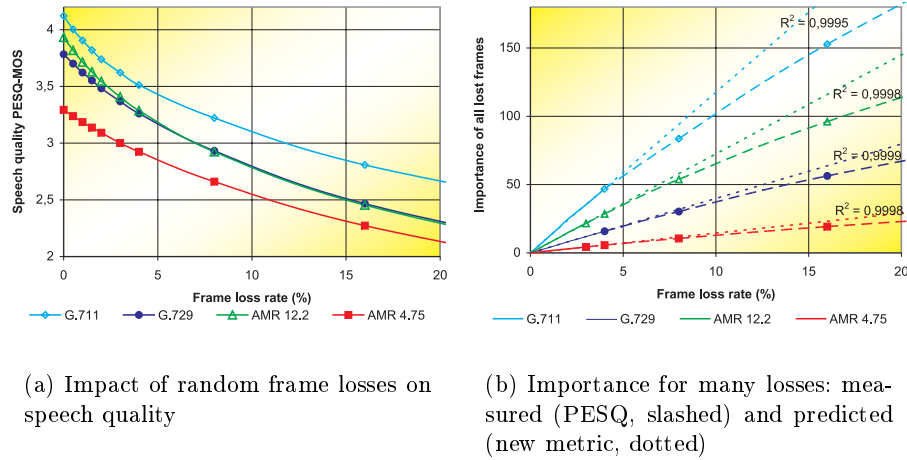 Speech quality PESQ-MOS
4
3.5
3
2.5
2
0
5
10
15
20
Frame loss rate (%)
G.711
G.729
AMR 12.2
AMR 4.75
(a) Impact of random frame losses on
speech quality
Importance of all lost frames
150
100
50
0
R² = 0,9995
R² = 0,9998
R² = 0,9999
R² = 0,9998
0
5
10
15
20
Frame loss rate (%)
G.711
G.729
AMR 12.2
AMR 4.75
(b) Importance for many losses: mea-
sured (PESQ, slashed) and predicted
(new metric, dotted)